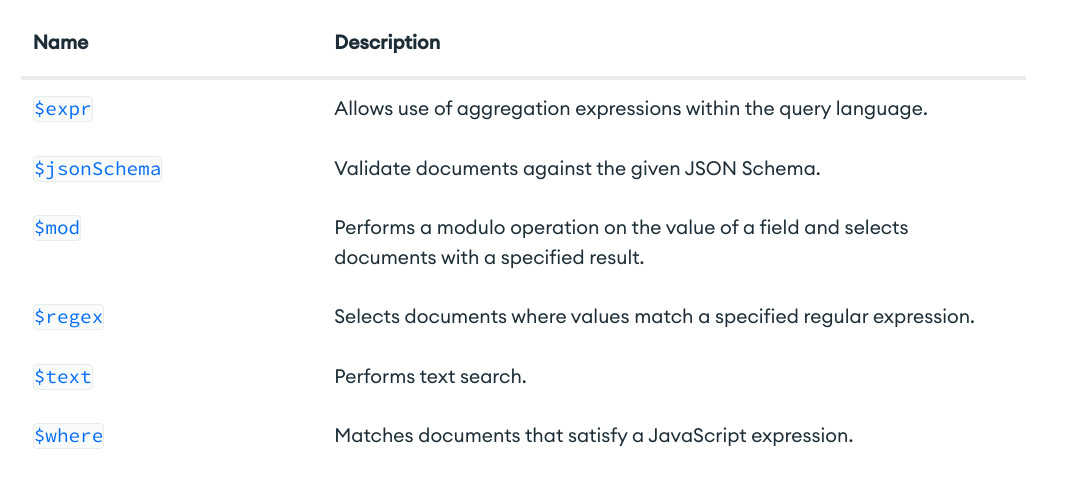 Name Description
$expr Allows use of aggregation expressions within the query language.
$jsonSchema Validate documents against the given JSON Schema.
$mod Performs a modulo operation on the value of a field and selects
documents with a specified result.
$regex Selects documents where values match a specified regular expression.
$text Performs text search.
$where Matches documents that satisfy a JavaScript expression.